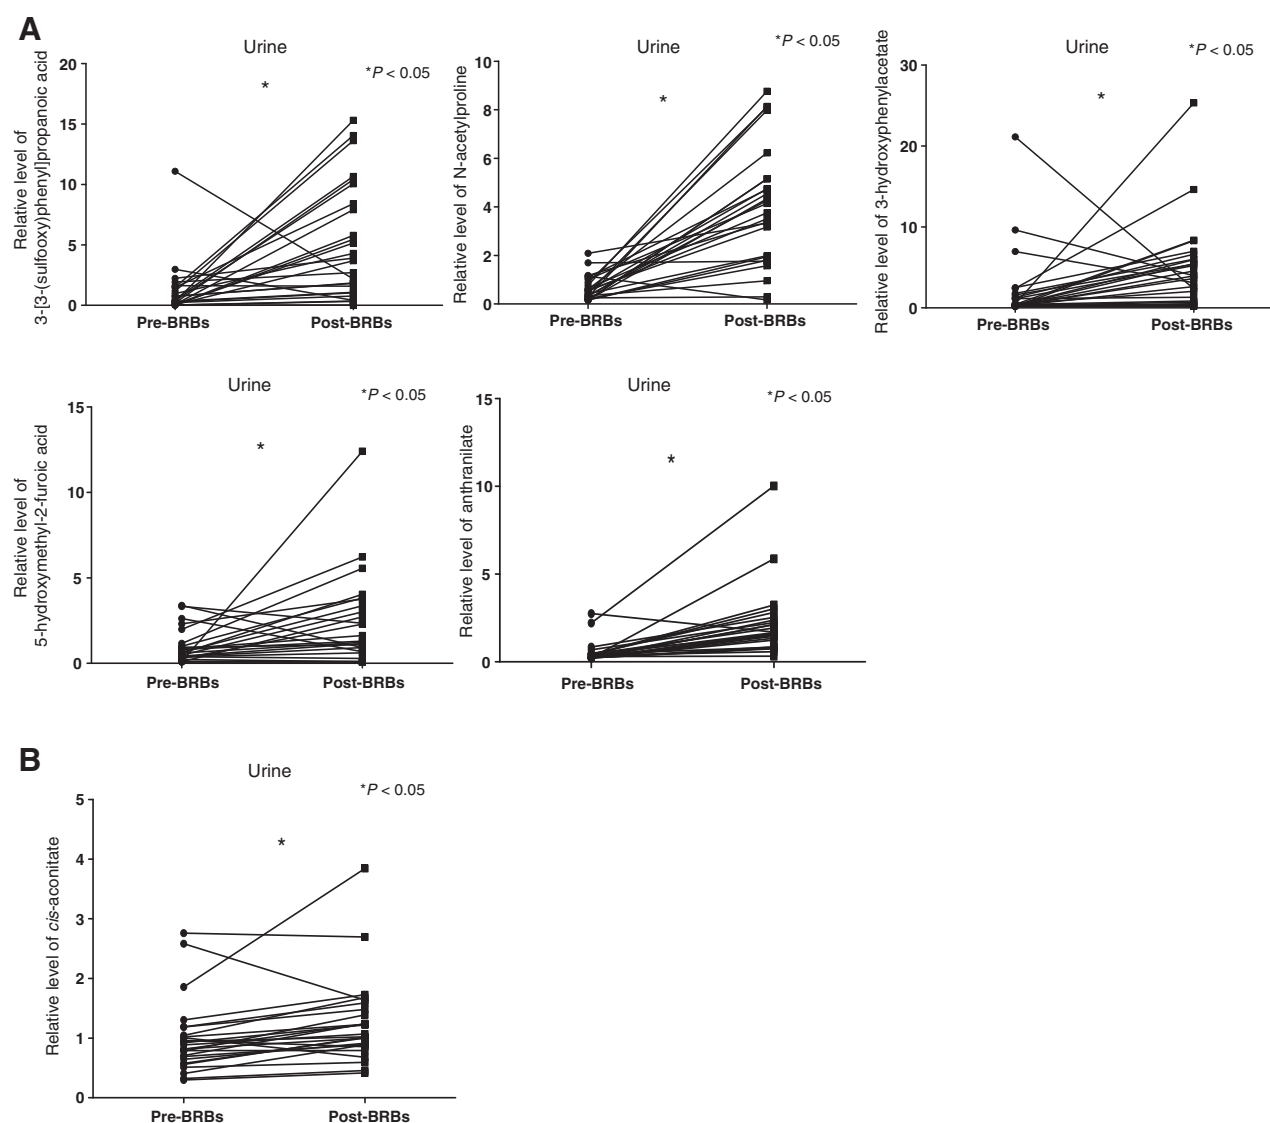 A
Urine
*P < 0.05
*
Relative level of
3-[3-(sulfooxy)phenyl]propanoic acid
20
15
10
5
0
Pre-BRBs
Post-BRBs
Urine
*P < 0.05
*
Relative level of N-acetylproline
10
8
6
4
2
0
Pre-BRBs
Post-BRBs
Urine
*P < 0.05
*
Relative level of 3-hydroxyphenylacetate
30
20
10
0
Pre-BRBs
Post-BRBs
Urine
*P < 0.05
*
Relative level of
5-hydroxymethyl-2-furoic acid
15
10
5
0
Pre-BRBs
Post-BRBs
Urine
*P < 0.05
*
Relative level of anthranilate
15
10
5
0
Pre-BRBs
Post-BRBs
B
Urine
*P < 0.05
*
Relative level of cis-aconitate
5
4
3
2
1
0
Pre-BRBs
Post-BRBs